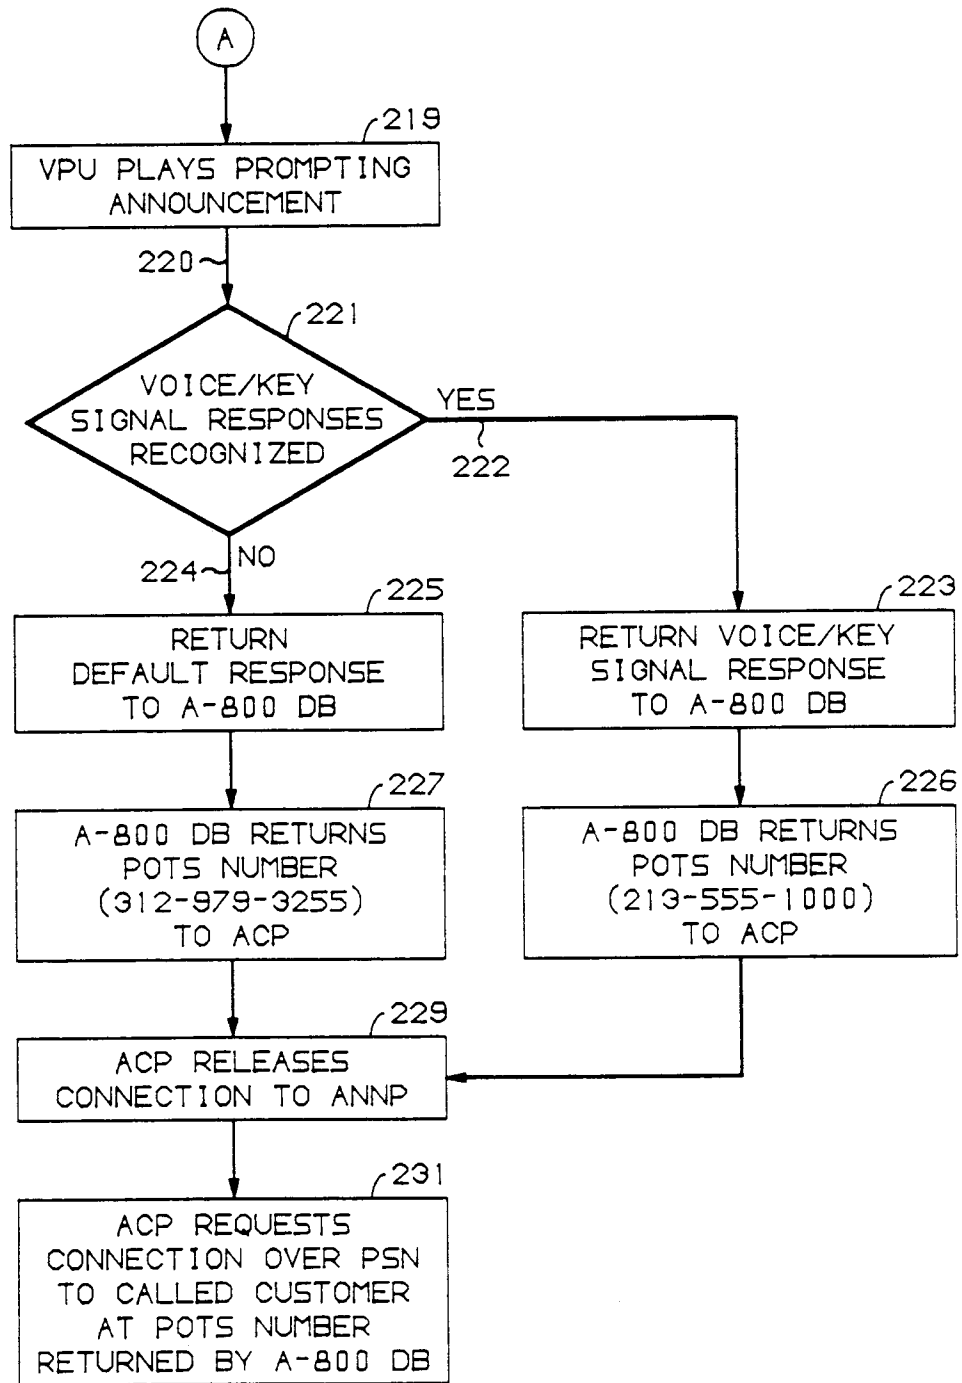 A
219
VPU PLAYS PROMPTING
ANNOUNCEMENT
220
221
VOICE/KEY
SIGNAL RESPONSES
RECOGNIZED
YES
222
NO
224
225
RETURN
DEFAULT RESPONSE
TO A-800 DB
223
RETURN VOICE/KEY
SIGNAL RESPONSE
TO A-800 DB
227
A-800 DB RETURNS
POTS NUMBER
(312-979-3255)
TO ACP
226
A-800 DB RETURNS
POTS NUMBER
(213-555-1000)
TO ACP
229
ACP RELEASES
CONNECTION TO ANNP
231
ACP REQUESTS
CONNECTION OVER PSN
TO CALLED CUSTOMER
AT POTS NUMBER
RETURNED BY A-800 DB